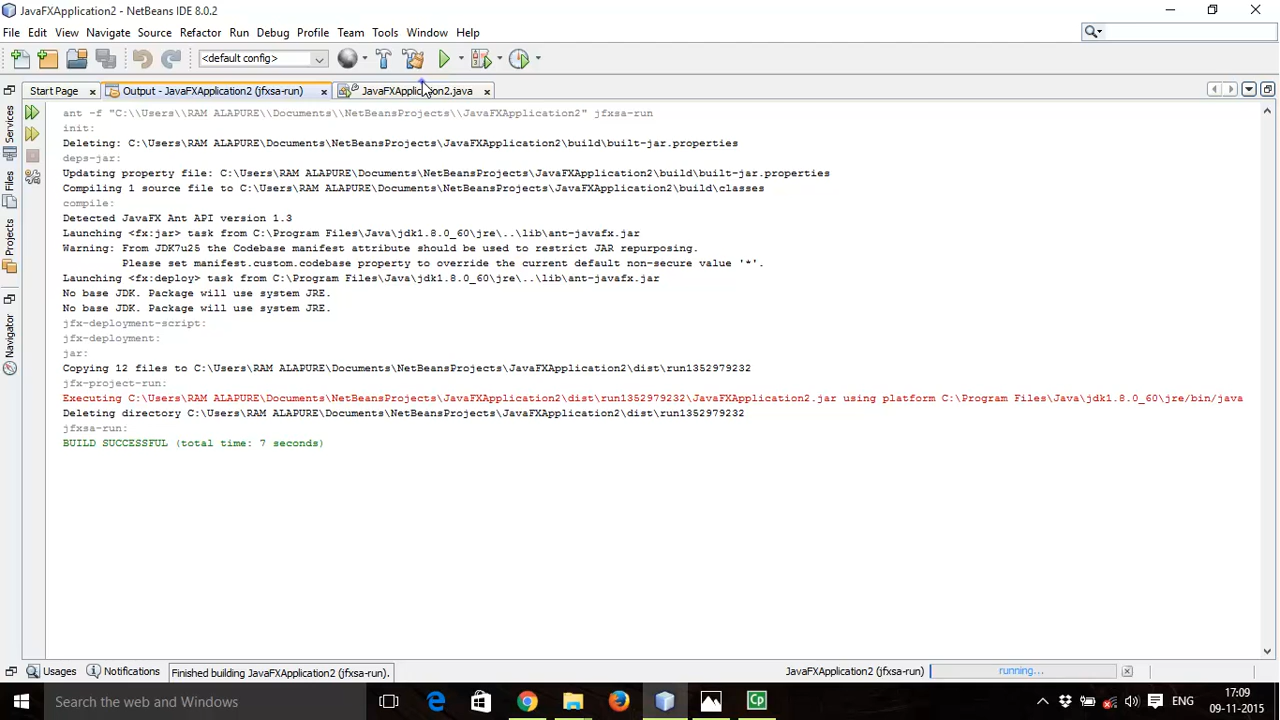 JavaFXApplication2 - NetBeans IDE 8.0.2
File Edit View Navigate Source Refactor Run Debug Profile Team Tools Window Help
<default config>
Start Page Output - JavaFXApplication2 (jfxsa-run) JavaFXApplication2.java
Services
Files
Projects
Navigator
ant -f "C:\\Users\\RAM ALAPURE\\Documents\\NetBeansProjects\\JavaFXApplication2" jfxsa-run
init:
Deleting: C:\Users\RAM ALAPURE\Documents\NetBeansProjects\JavaFXApplication2\build\built-jar.properties
deps-jar:
Updating property file: C:\Users\RAM ALAPURE\Documents\NetBeansProjects\JavaFXApplication2\build\built-jar.properties
Compiling 1 source file to C:\Users\RAM ALAPURE\Documents\NetBeansProjects\JavaFXApplication2\build\classes
compile:
Detected JavaFX Ant API version 1.3
Launching <fx:jar> task from C:\Program Files\Java\jdk1.8.0_60\jre\..\lib\ant-javafx.jar
Warning: From JDK7u25 the Codebase manifest attribute should be used to restrict JAR repurposing.
Please set manifest.custom.codebase property to override the current default non-secure value '*'.
Launching <fx:deploy> task from C:\Program Files\Java\jdk1.8.0_60\jre\..\lib\ant-javafx.jar
No base JDK. Package will use system JRE.
No base JDK. Package will use system JRE.
jfx-deployment-script:
jfx-deployment:
jar:
Copying 12 files to C:\Users\RAM ALAPURE\Documents\NetBeansProjects\JavaFXApplication2\dist\run1352979232
jfx-project-run:
Executing C:\Users\RAM ALAPURE\Documents\NetBeansProjects\JavaFXApplication2\dist\run1352979232\JavaFXApplication2.jar using platform C:\Program Files\Java\jdk1.8.0_60\jre/bin/java
Deleting directory C:\Users\RAM ALAPURE\Documents\NetBeansProjects\JavaFXApplication2\dist\run1352979232
jfxsa-run:
BUILD SUCCESSFUL (total time: 7 seconds)
Usages Notifications Finished building JavaFXApplication2 (jfxsa-run). JavaFXApplication2 (jfxsa-run) running...
Search the web and Windows
Cp
ENG
17:09
09-11-2015